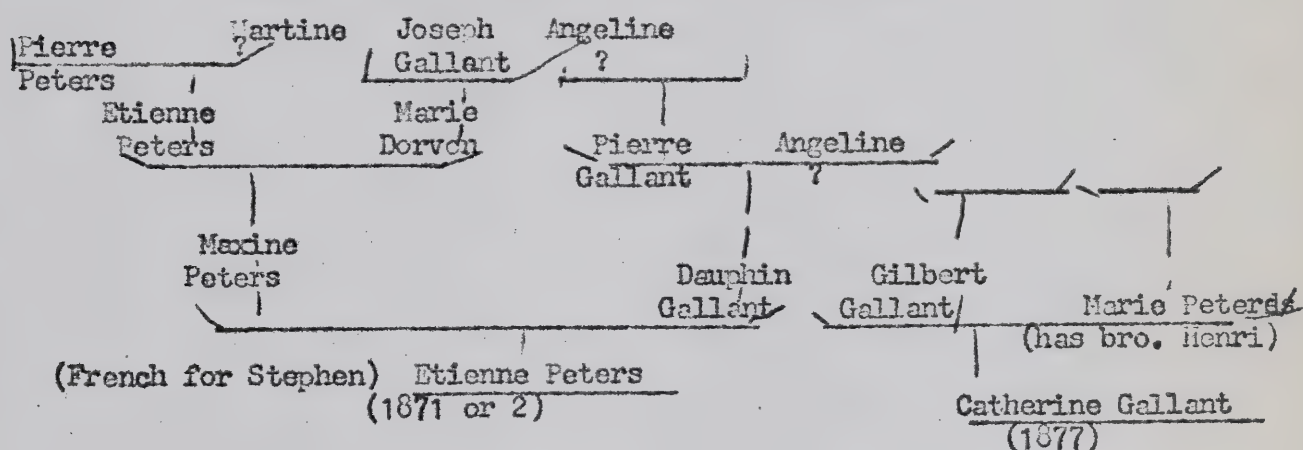 Martine Joseph Angeline
Pierre ? Gallant ?
Peters
Etienne Marie
Peters Dorvon Pierre Angeline
Gallant ?
Maxine
Peters Dauphin Gilbert
Gallant Gallant Marie Peters
(has bro. Henri)
(French for Stephen) Etienne Peters
(1871 or 2)
Catherine Gallant
(1877)